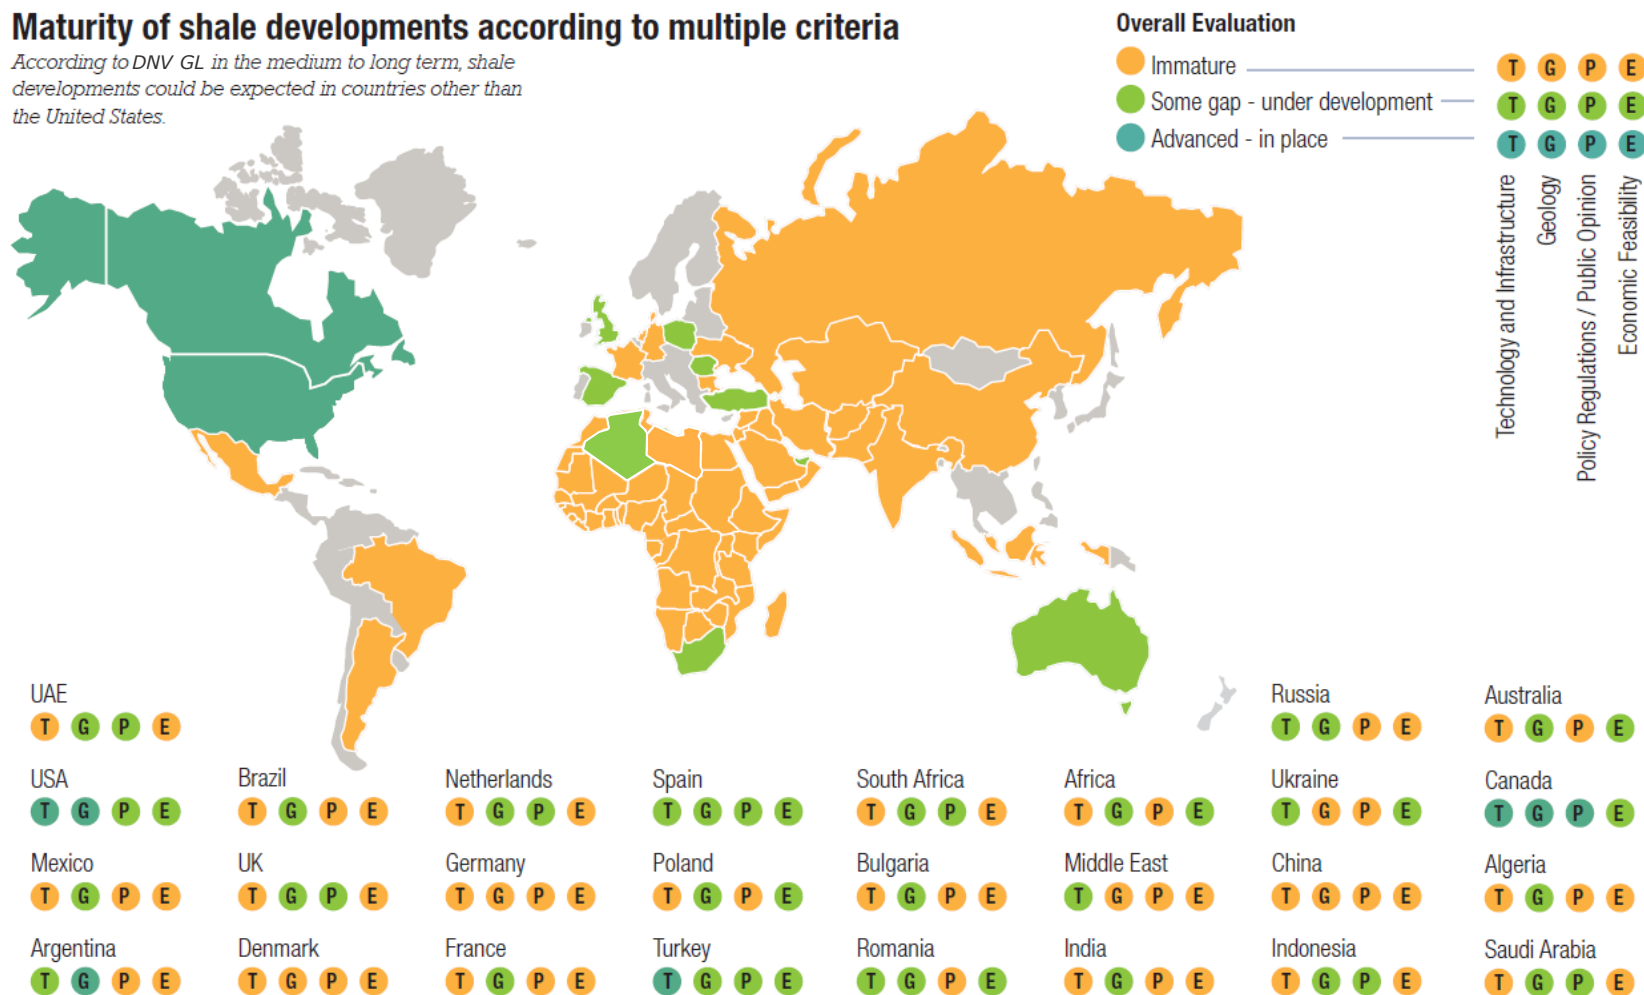 Maturity of shale developments according to multiple criteria
According to DNV GL in the medium to long term, shale
developments could be expected in countries other than
the United States.
Overall Evaluation
Immature T G P E
Some gap - under development T G P E
Advanced - in place T G P E
Technology and Infrastructure
Geology
Policy Regulations / Public Opinion
Economic Feasibility
UAE
T G P E
Russia
T G P E
Australia
T G P E
USA
T G P E
Brazil
T G P E
Netherlands
T G P E
Spain
T G P E
South Africa
T G P E
Africa
T G P E
Ukraine
T G P E
Canada
T G P E
Mexico
T G P E
UK
T G P E
Germany
T G P E
Poland
T G P E
Bulgaria
T G P E
Middle East
T G P E
China
T G P E
Algeria
T G P E
Argentina
T G P E
Denmark
T G P E
France
T G P E
Turkey
T G P E
Romania
T G P E
India
T G P E
Indonesia
T G P E
Saudi Arabia
T G P E